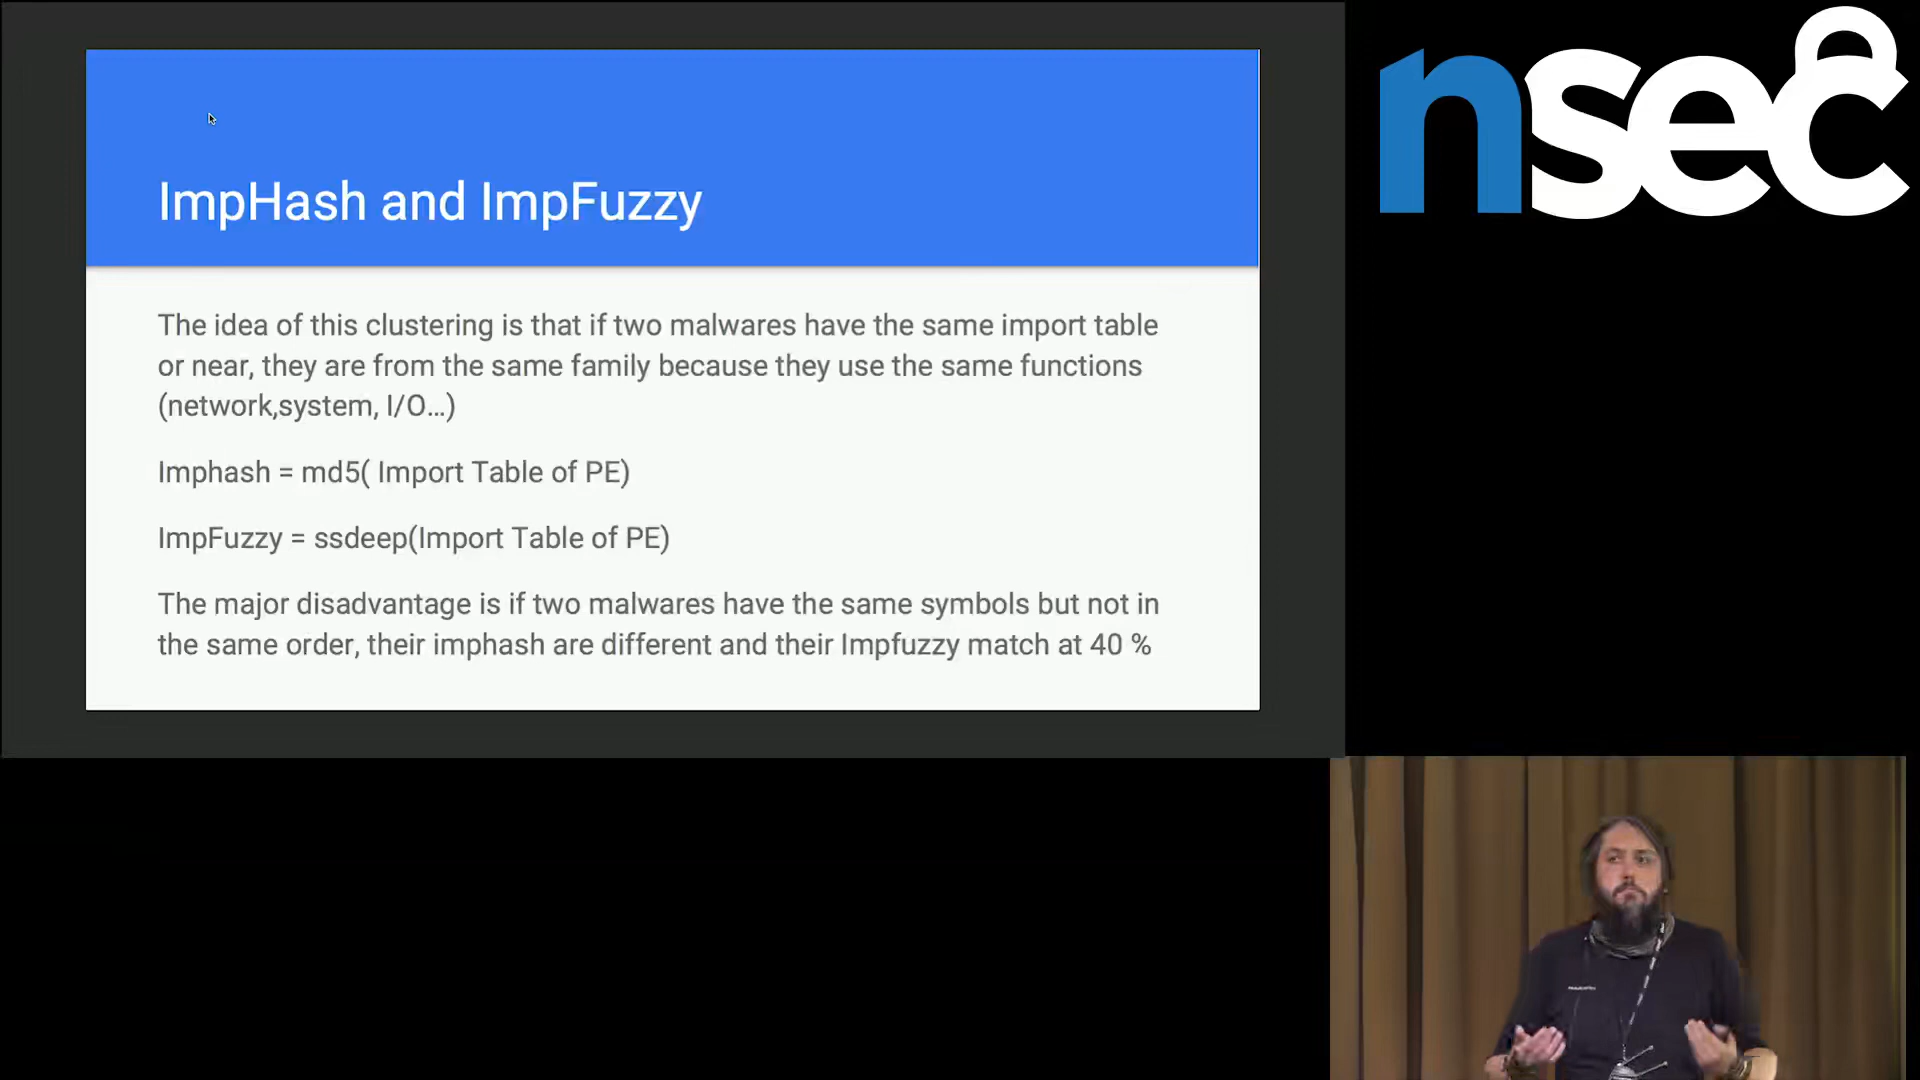 nsec
ImpHash and ImpFuzzy
The idea of this clustering is that if two malwares have the same import table
or near, they are from the same family because they use the same functions
(network,system, I/O...)
Imphash = md5( Import Table of PE)
ImpFuzzy = ssdeep(Import Table of PE)
The major disadvantage is if two malwares have the same symbols but not in
the same order, their imphash are different and their Impfuzzy match at 40 %